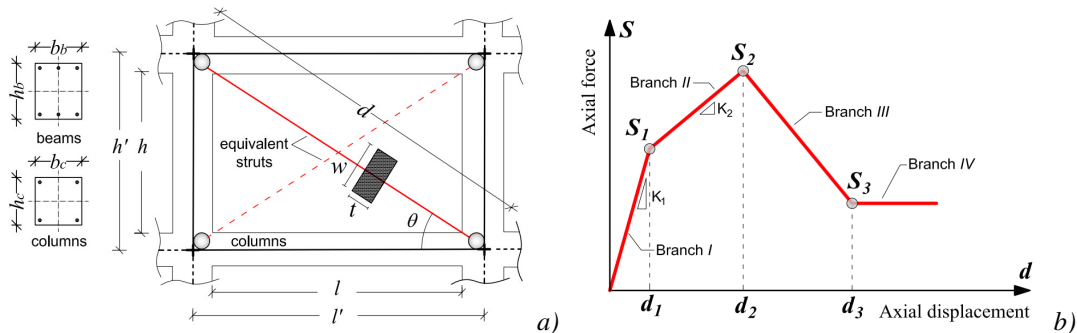 b_b
h_b
beams
b_c
h_c
columns
h'
h
d
equivalent
struts
w
t
θ
columns
l
l'
a)
S
Axial force
S_1
S_2
S_3
Branch I
Branch II
Branch III
Branch IV
K_1
K_2
d_1
d_2
d_3
d
Axial displacement
b)